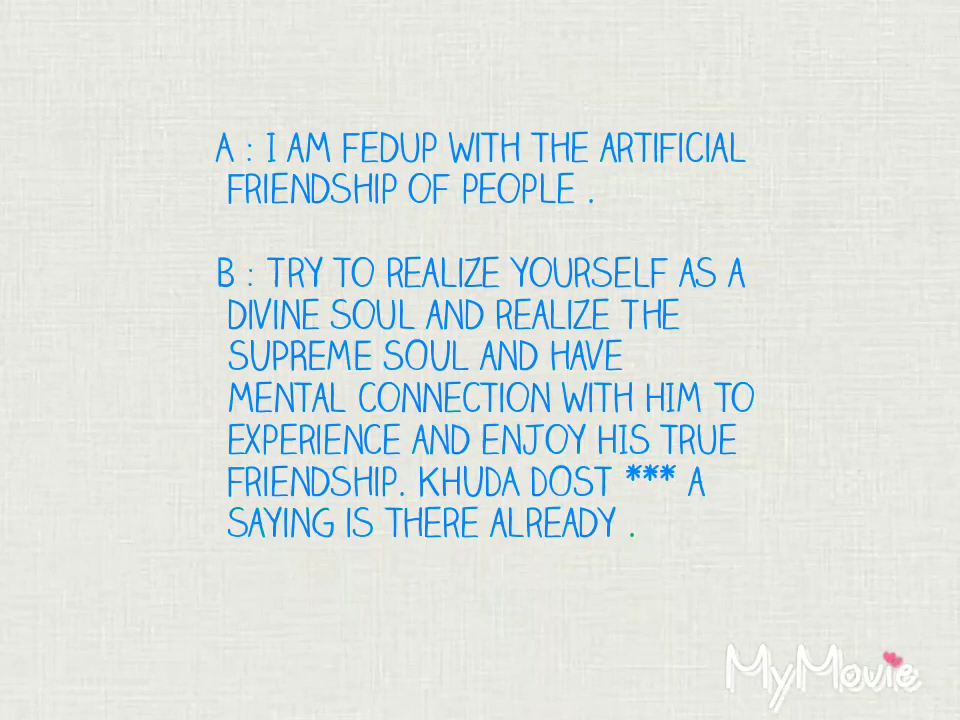 A : I AM FEDUP WITH THE ARTIFICIAL
FRIENDSHIP OF PEOPLE .
B : TRY TO REALIZE YOURSELF AS A
DIVINE SOUL AND REALIZE THE
SUPREME SOUL AND HAVE
MENTAL CONNECTION WITH HIM TO
EXPERIENCE AND ENJOY HIS TRUE
FRIENDSHIP. KHUDA DOST *** A
SAYING IS THERE ALREADY .
MyMovie